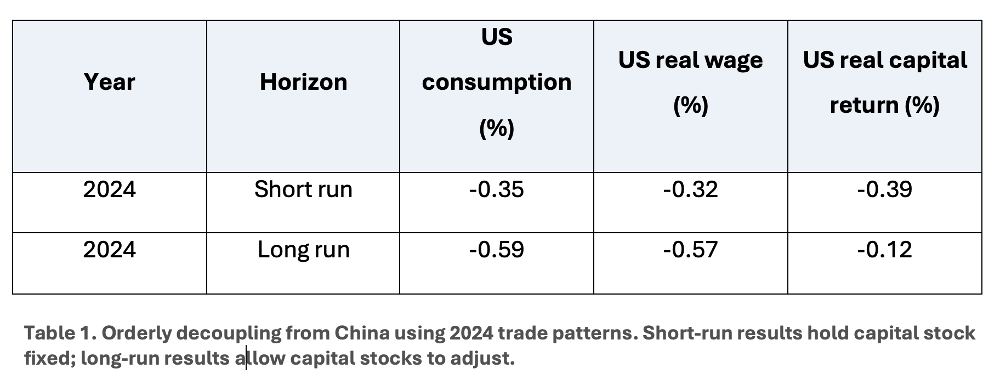 Year Horizon US consumption (%) US real wage (%) US real capital return (%)
2024 Short run -0.35 -0.32 -0.39
2024 Long run -0.59 -0.57 -0.12
Table 1. Orderly decoupling from China using 2024 trade patterns. Short-run results hold capital stock
fixed; long-run results allow capital stocks to adjust.